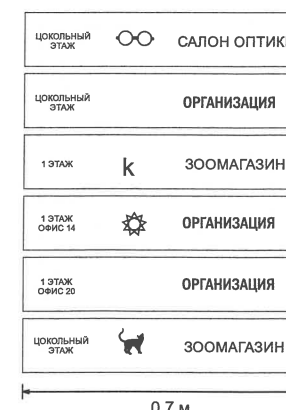 ЦОКОЛЬНЫЙ
ЭТАЖ
САЛОН ОПТИКИ
ЦОКОЛЬНЫЙ
ЭТАЖ
ОРГАНИЗАЦИЯ
1 ЭТАЖ
k
ЗООМАГАЗИН
1 ЭТАЖ
ОФИС 14
ОРГАНИЗАЦИЯ
1 ЭТАЖ
ОФИС 20
ОРГАНИЗАЦИЯ
ЦОКОЛЬНЫЙ
ЭТАЖ
ЗООМАГАЗИН
0,7 м